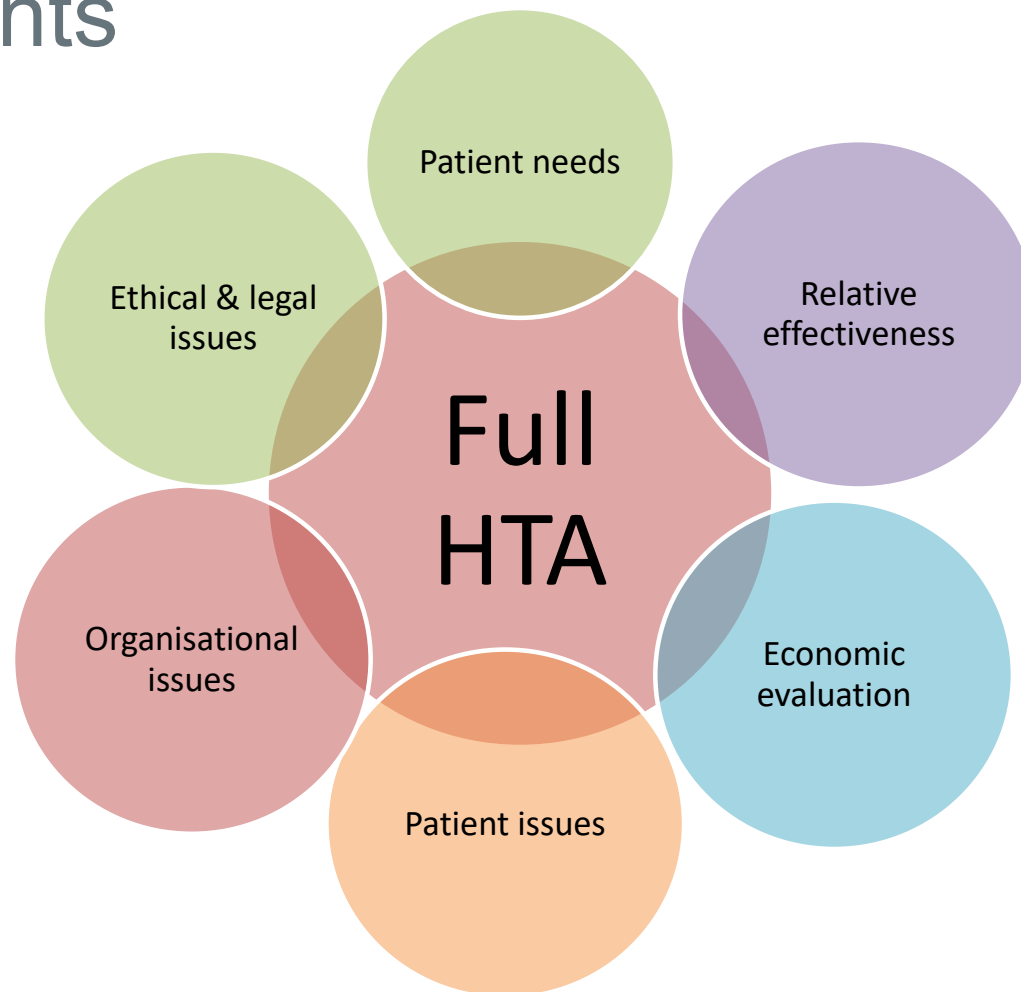 nts
Patient needs
Ethical & legal
issues
Relative
effectiveness
Full
HTA
Organisational
issues
Economic
evaluation
Patient issues